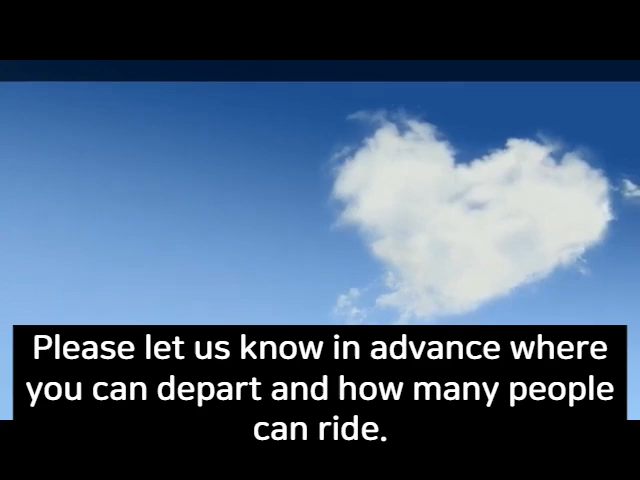 Please let us know in advance where
you can depart and how many people
can ride.